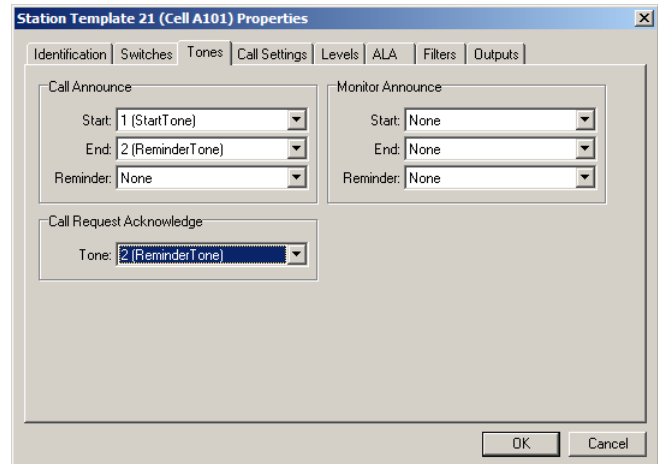 Station Template 21 (Cell A101) Properties
Identification Switches Tones Call Settings Levels ALA Filters Outputs
Call Announce
Start: 1 (StartTone)
End: 2 (ReminderTone)
Reminder: None
Monitor Announce
Start: None
End: None
Reminder: None
Call Request Acknowledge
Tone: 2 (ReminderTone)
OK Cancel